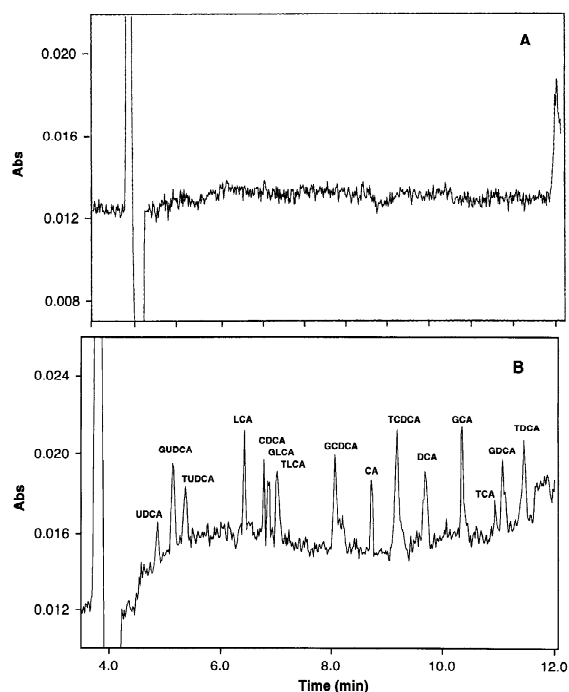 A
0.020
0.016
Abs
0.012
0.008
B
0.024
LCA
TCDCA
GCA
TDCA
CDCA
GUDCA
GLCA
GCDCA
GDCA
0.020
TLCA
DCA
TUDCA
CA
Abs
UDCA
TCA
0.016
0.012
4.0 6.0 8.0 10.0 12.0
Time (min)